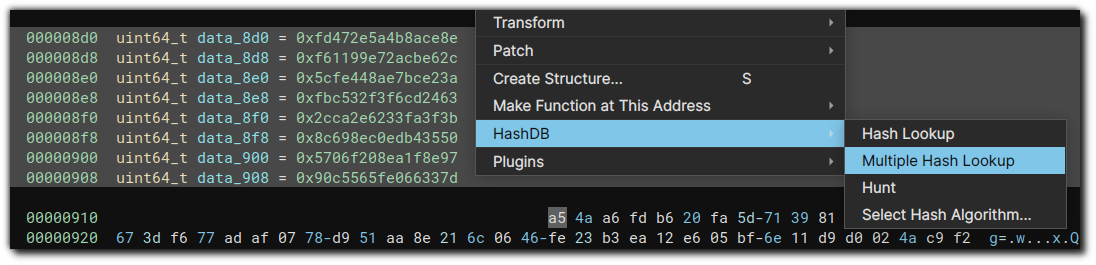 Transform
000008d0 uint64_t data_8d0 = 0xfd472e5a4b8ace8e
Patch
000008d8 uint64_t data_8d8 = 0xf61199e72acbe62c
000008e0 uint64_t data_8e0 = 0x5cfe448ae7bce23a
Create Structure... S
000008e8 uint64_t data_8e8 = 0xfbc532f3f6cd2463
Make Function at This Address
000008f0 uint64_t data_8f0 = 0x2cca2e6233fa3f3b
HashDB
Hash Lookup
000008f8 uint64_t data_8f8 = 0x8c698ec0edb43550
00000900 uint64_t data_900 = 0x5706f208ea1f8e97
Plugins
Multiple Hash Lookup
00000908 uint64_t data_908 = 0x90c5565fe066337d
Hunt
Select Hash Algorithm...
00000910 a5 4a a6 fd b6 20 fa 5d-71 39 81
00000920 67 3d f6 77 ad af 07 78-d9 51 aa 8e 21 6c 06 46-fe 23 b3 ea 12 e6 05 bf-6e 11 d9 d0 02 4a c9 f2 g=.w...x.Q